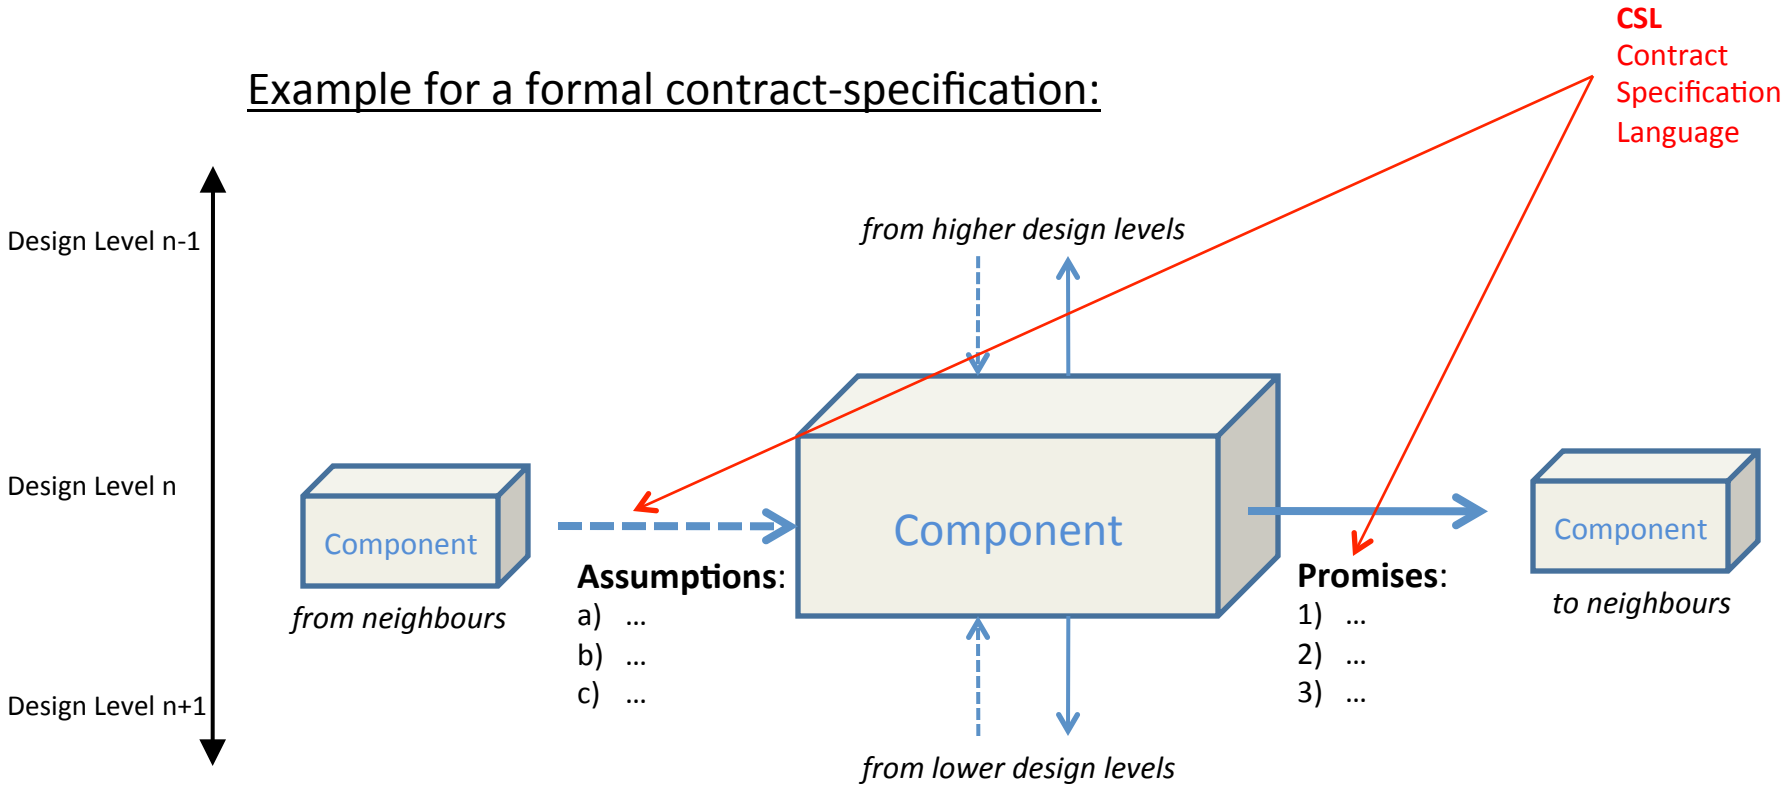 CSL
Contract
Specification
Language
Example for a formal contract-specification:
Design Level n-1
from higher design levels
Design Level n
Component
Component
Component
from neighbours
Assumptions:
a) ...
b) ...
c) ...
Promises:
1) ...
2) ...
3) ...
to neighbours
Design Level n+1
from lower design levels